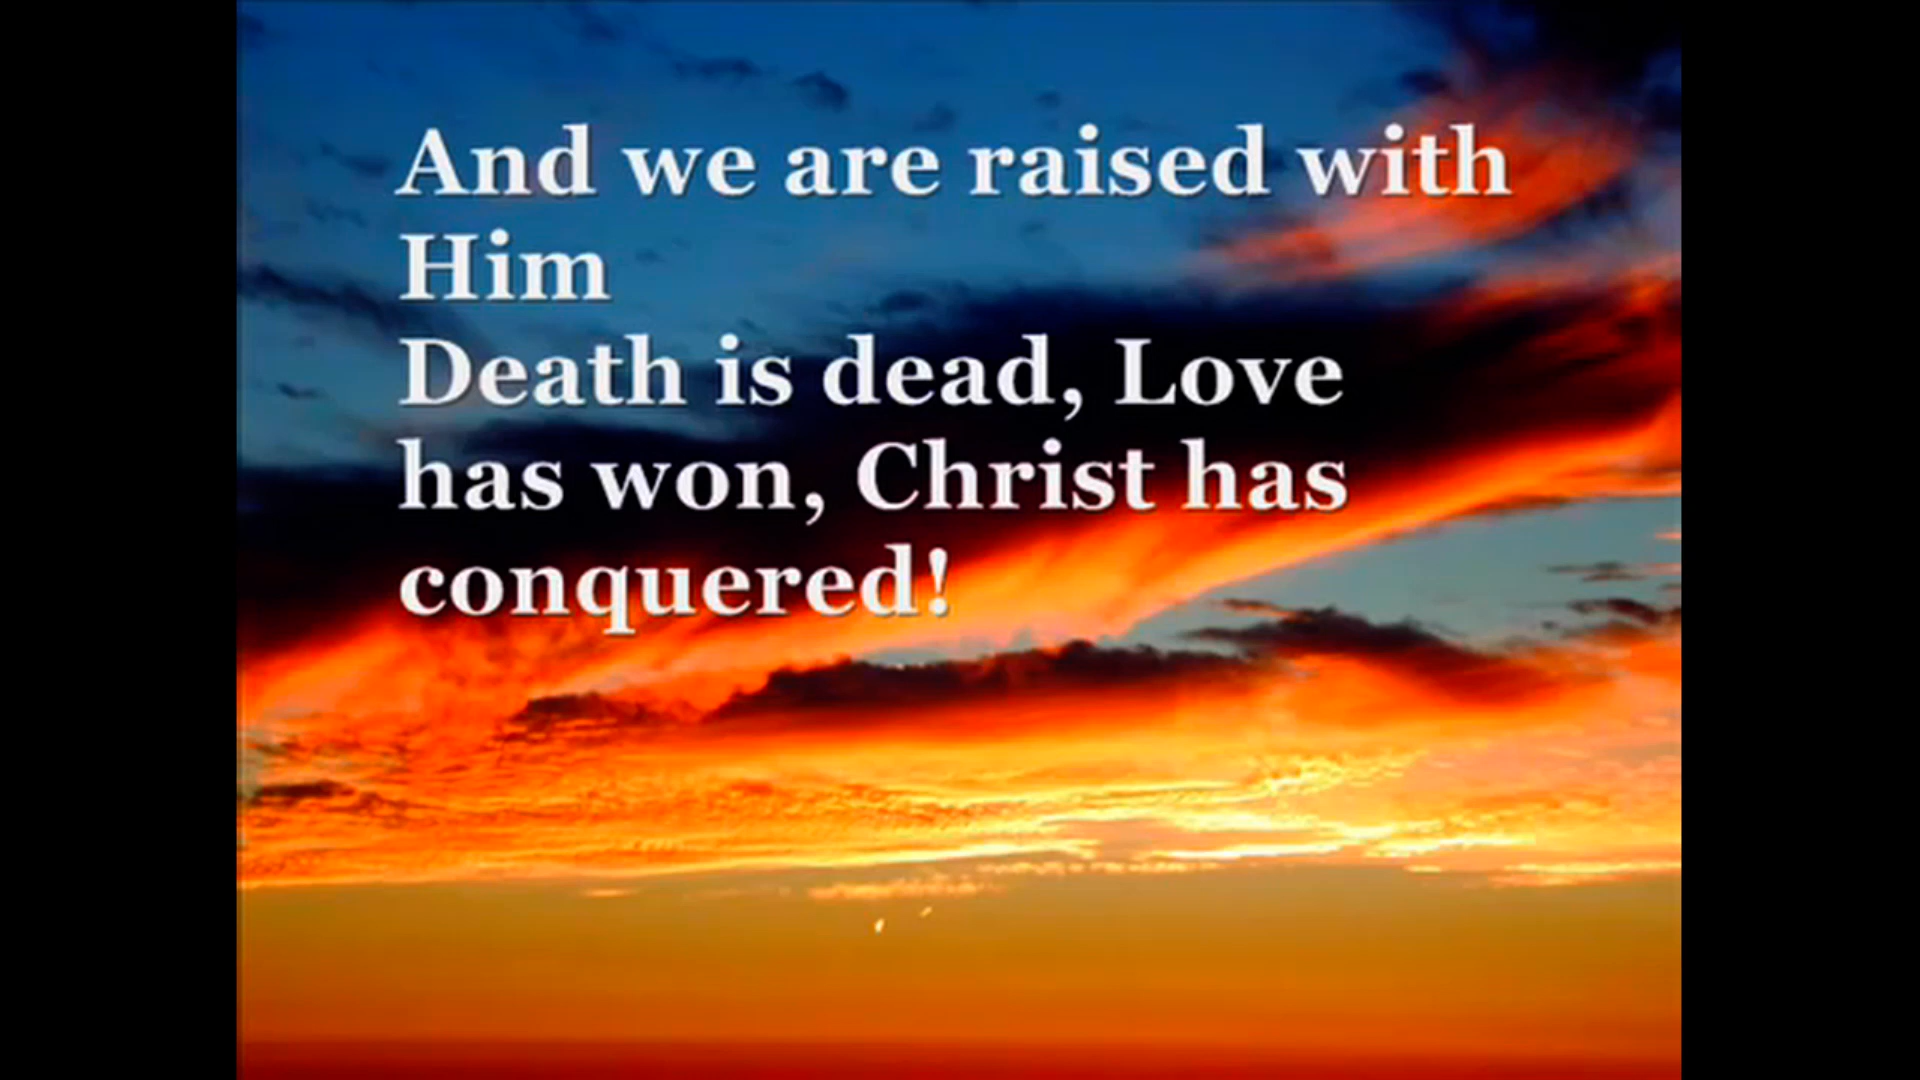 And we are raised with
Him
Death is dead, Love
has won, Christ has
conquered!